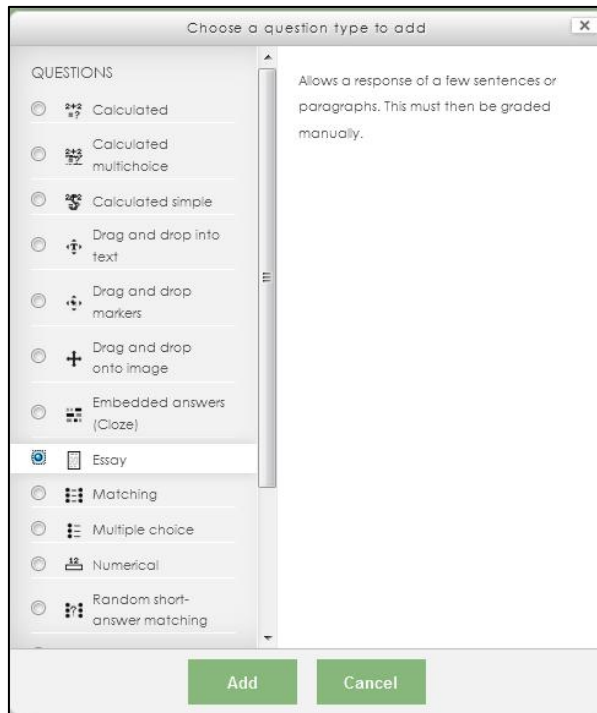 Choose a question type to add
QUESTIONS
Calculated
Calculated
multichoice
Calculated simple
Drag and drop into
text
Drag and drop
markers
Drag and drop
onto image
Embedded answers
(Cloze)
Essay
Matching
Multiple choice
Numerical
Random short-
answer matching
Allows a response of a few sentences or
paragraphs. This must then be graded
manually.
Add
Cancel